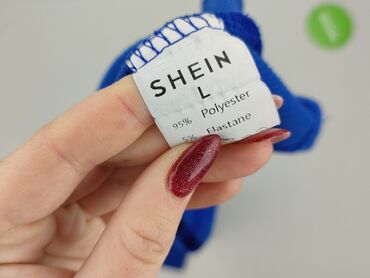 SHEIN
L
95% Polyester
5% Elastane